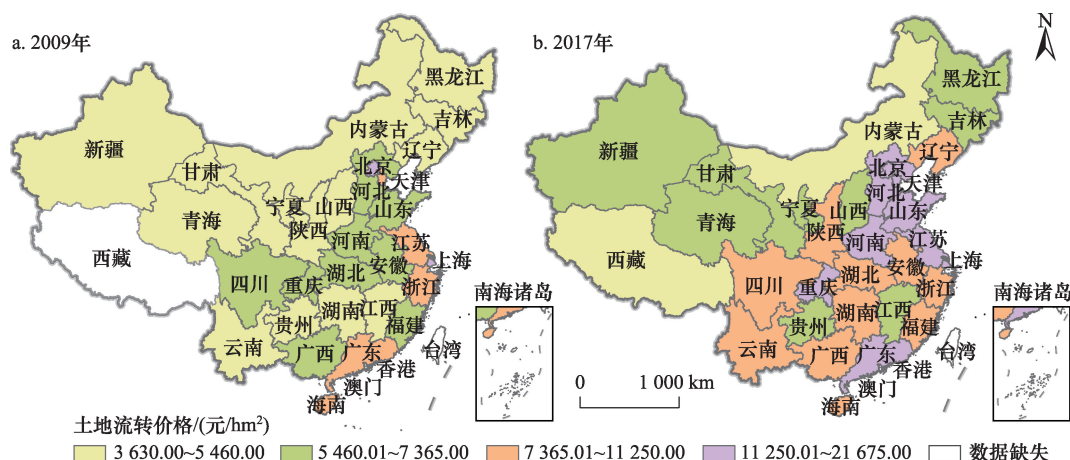 a. 2009年
b. 2017年
N
黑龙江
吉林
内蒙古
辽宁
新疆
甘肃
北京
天津
河北
宁夏
山西
山东
青海
陕西
河南
江苏
西藏
四川
重庆
湖北
安徽
上海
浙江
湖南
江西
贵州
福建
云南
广西
广东
台湾
香港
澳门
海南
南海诸岛
黑龙江
吉林
内蒙古
辽宁
新疆
甘肃
北京
天津
河北
宁夏
山西
山东
青海
陕西
河南
江苏
西藏
四川
重庆
湖北
安徽
上海
浙江
湖南
江西
贵州
福建
云南
广西
广东
台湾
香港
澳门
海南
南海诸岛
0 1 000 km
土地流转价格/(元/hm²)
3 630.00~5 460.00 5 460.01~7 365.00 7 365.01~11 250.00 11 250.01~21 675.00 数据缺失